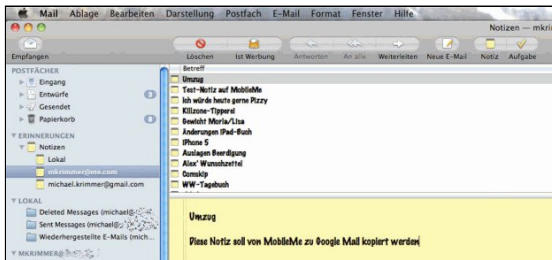 Mail Ablage Bearbeiten Darstellung Postfach E-Mail Format Fenster Hilfe
Notizen — mkri
Empfangen Löschen Ist Werbung Antworten An alle Weiterleiten Neue E-Mail Notiz Aufgabe
POSTFÄCHER
Eingang
Entwürfe
Gesendet
Papierkorb
ERINNERUNGEN
Notizen
Lokal
mkrimmer@me.com
michael.krimmer@gmail.com
LOKAL
Deleted Messages (michael@
Sent Messages (michael@
Wiederhergestellte E-Mails (mich...
MKRIMMER@
Betreff
Umzug
Test-Notiz auf MobileMe
Ich würde heute gerne Pizzy
Killzone-Tipperei
Gewicht Moria/Lisa
Änderungen iPad-Buch
iPhone 5
Auslagen Beerdigung
Alex' Wunschzettel
Comskip
WW-Tagebuch
Umzug
Diese Notiz soll von MobileMe zu Google Mail kopiert werden